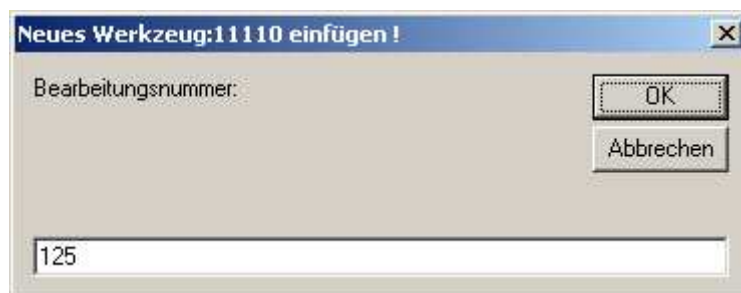 Neues Werkzeug:11110 einfügen !
Bearbeitungsnummer:
OK
Abbrechen
125